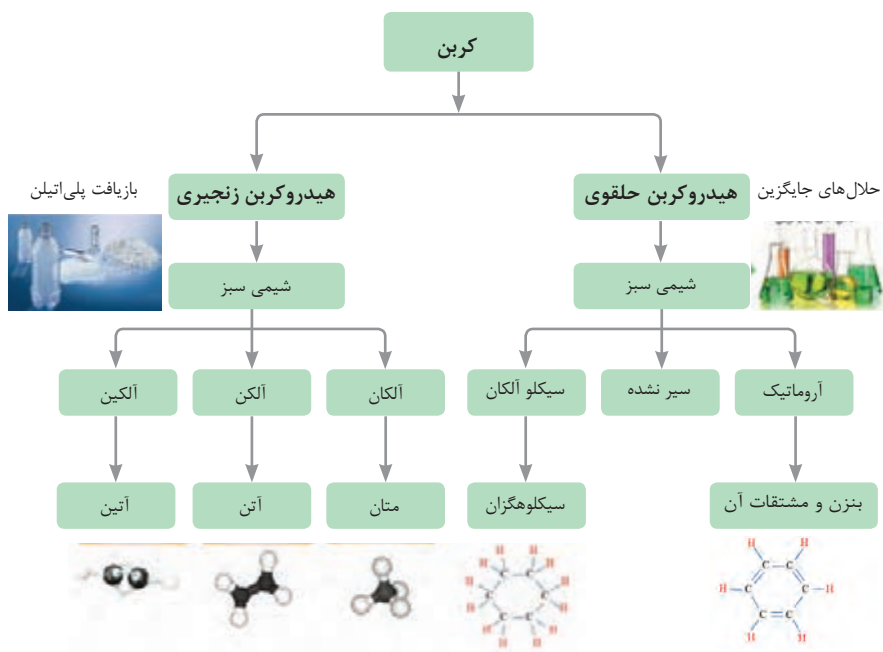 کربن
هیدروکربن حلقوی
هیدروکربن زنجیری
حلال‌های جایگزین
بازیافت پلی‌اتیلن
شیمی سبز
شیمی سبز
آروماتیک
سیر نشده
سیکلو آلکان
آلکان
آلکن
آلکین
بنزن و مشتقات آن
سیکلوهگزان
متان
آتن
آتین
H H
H H
H C C H
H C C H
H C C H
H H
H H
H H
C C
H C C H
C C
H H